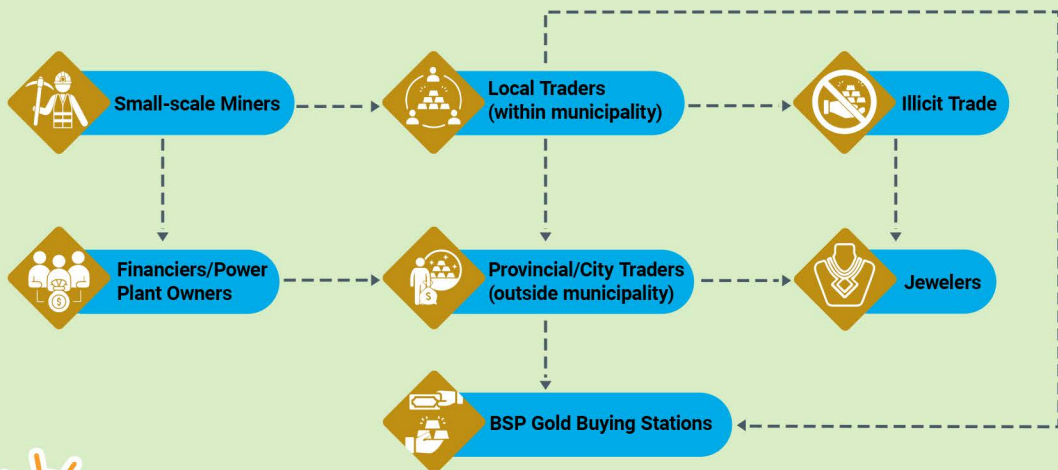 Small-scale Miners
Local Traders
(within municipality)
Illicit Trade
Financiers/Power
Plant Owners
Provincial/City Traders
(outside municipality)
Jewelers
BSP Gold Buying Stations